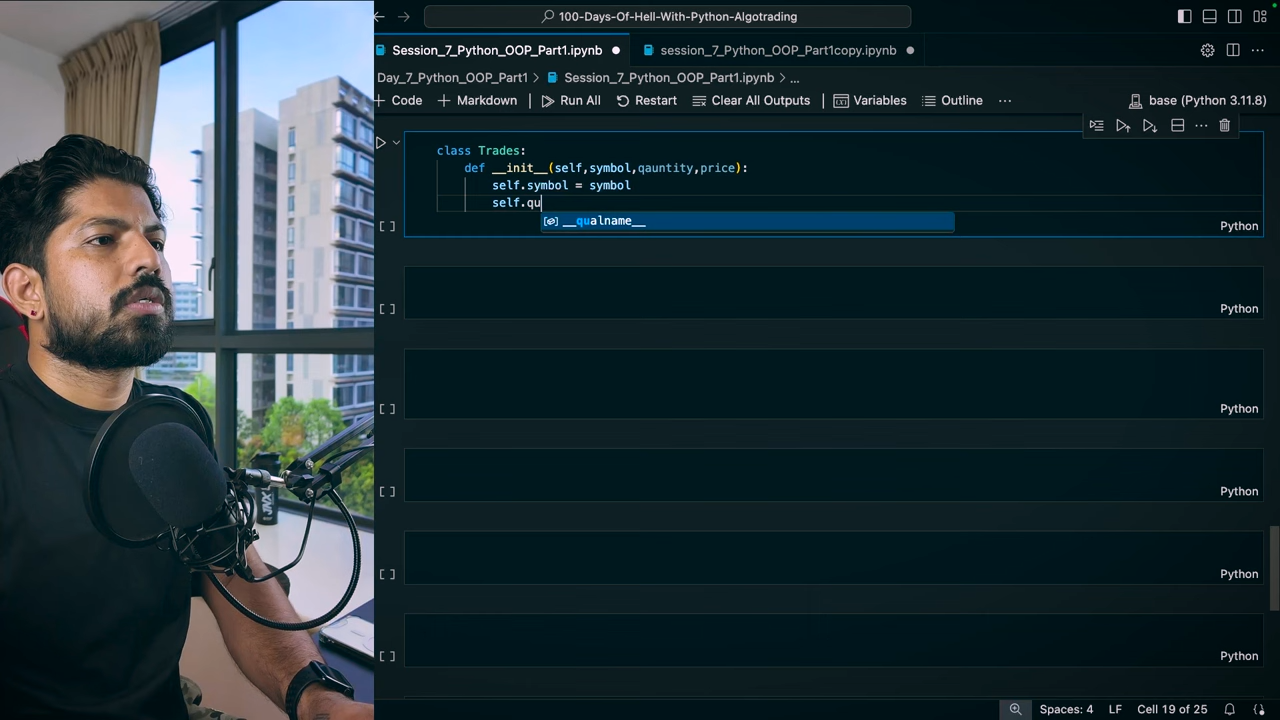 100-Days-Of-Hell-With-Python-Algotrading
Session_7_Python_OOP_Part1.ipynb
session_7_Python_OOP_Part1copy.ipynb
Day_7_Python_OOP_Part1 > Session_7_Python_OOP_Part1.ipynb > ...
+ Code + Markdown | Run All Restart Clear All Outputs | Variables Outline ... base (Python 3.11.8)
class Trades:
def __init__(self,symbol,qauntity,price):
self.symbol = symbol
self.qu
__qualname__
[ ] Python
[ ] Python
[ ] Python
[ ] Python
[ ] Python
[ ] Python
JNX
Spaces: 4 LF Cell 19 of 25